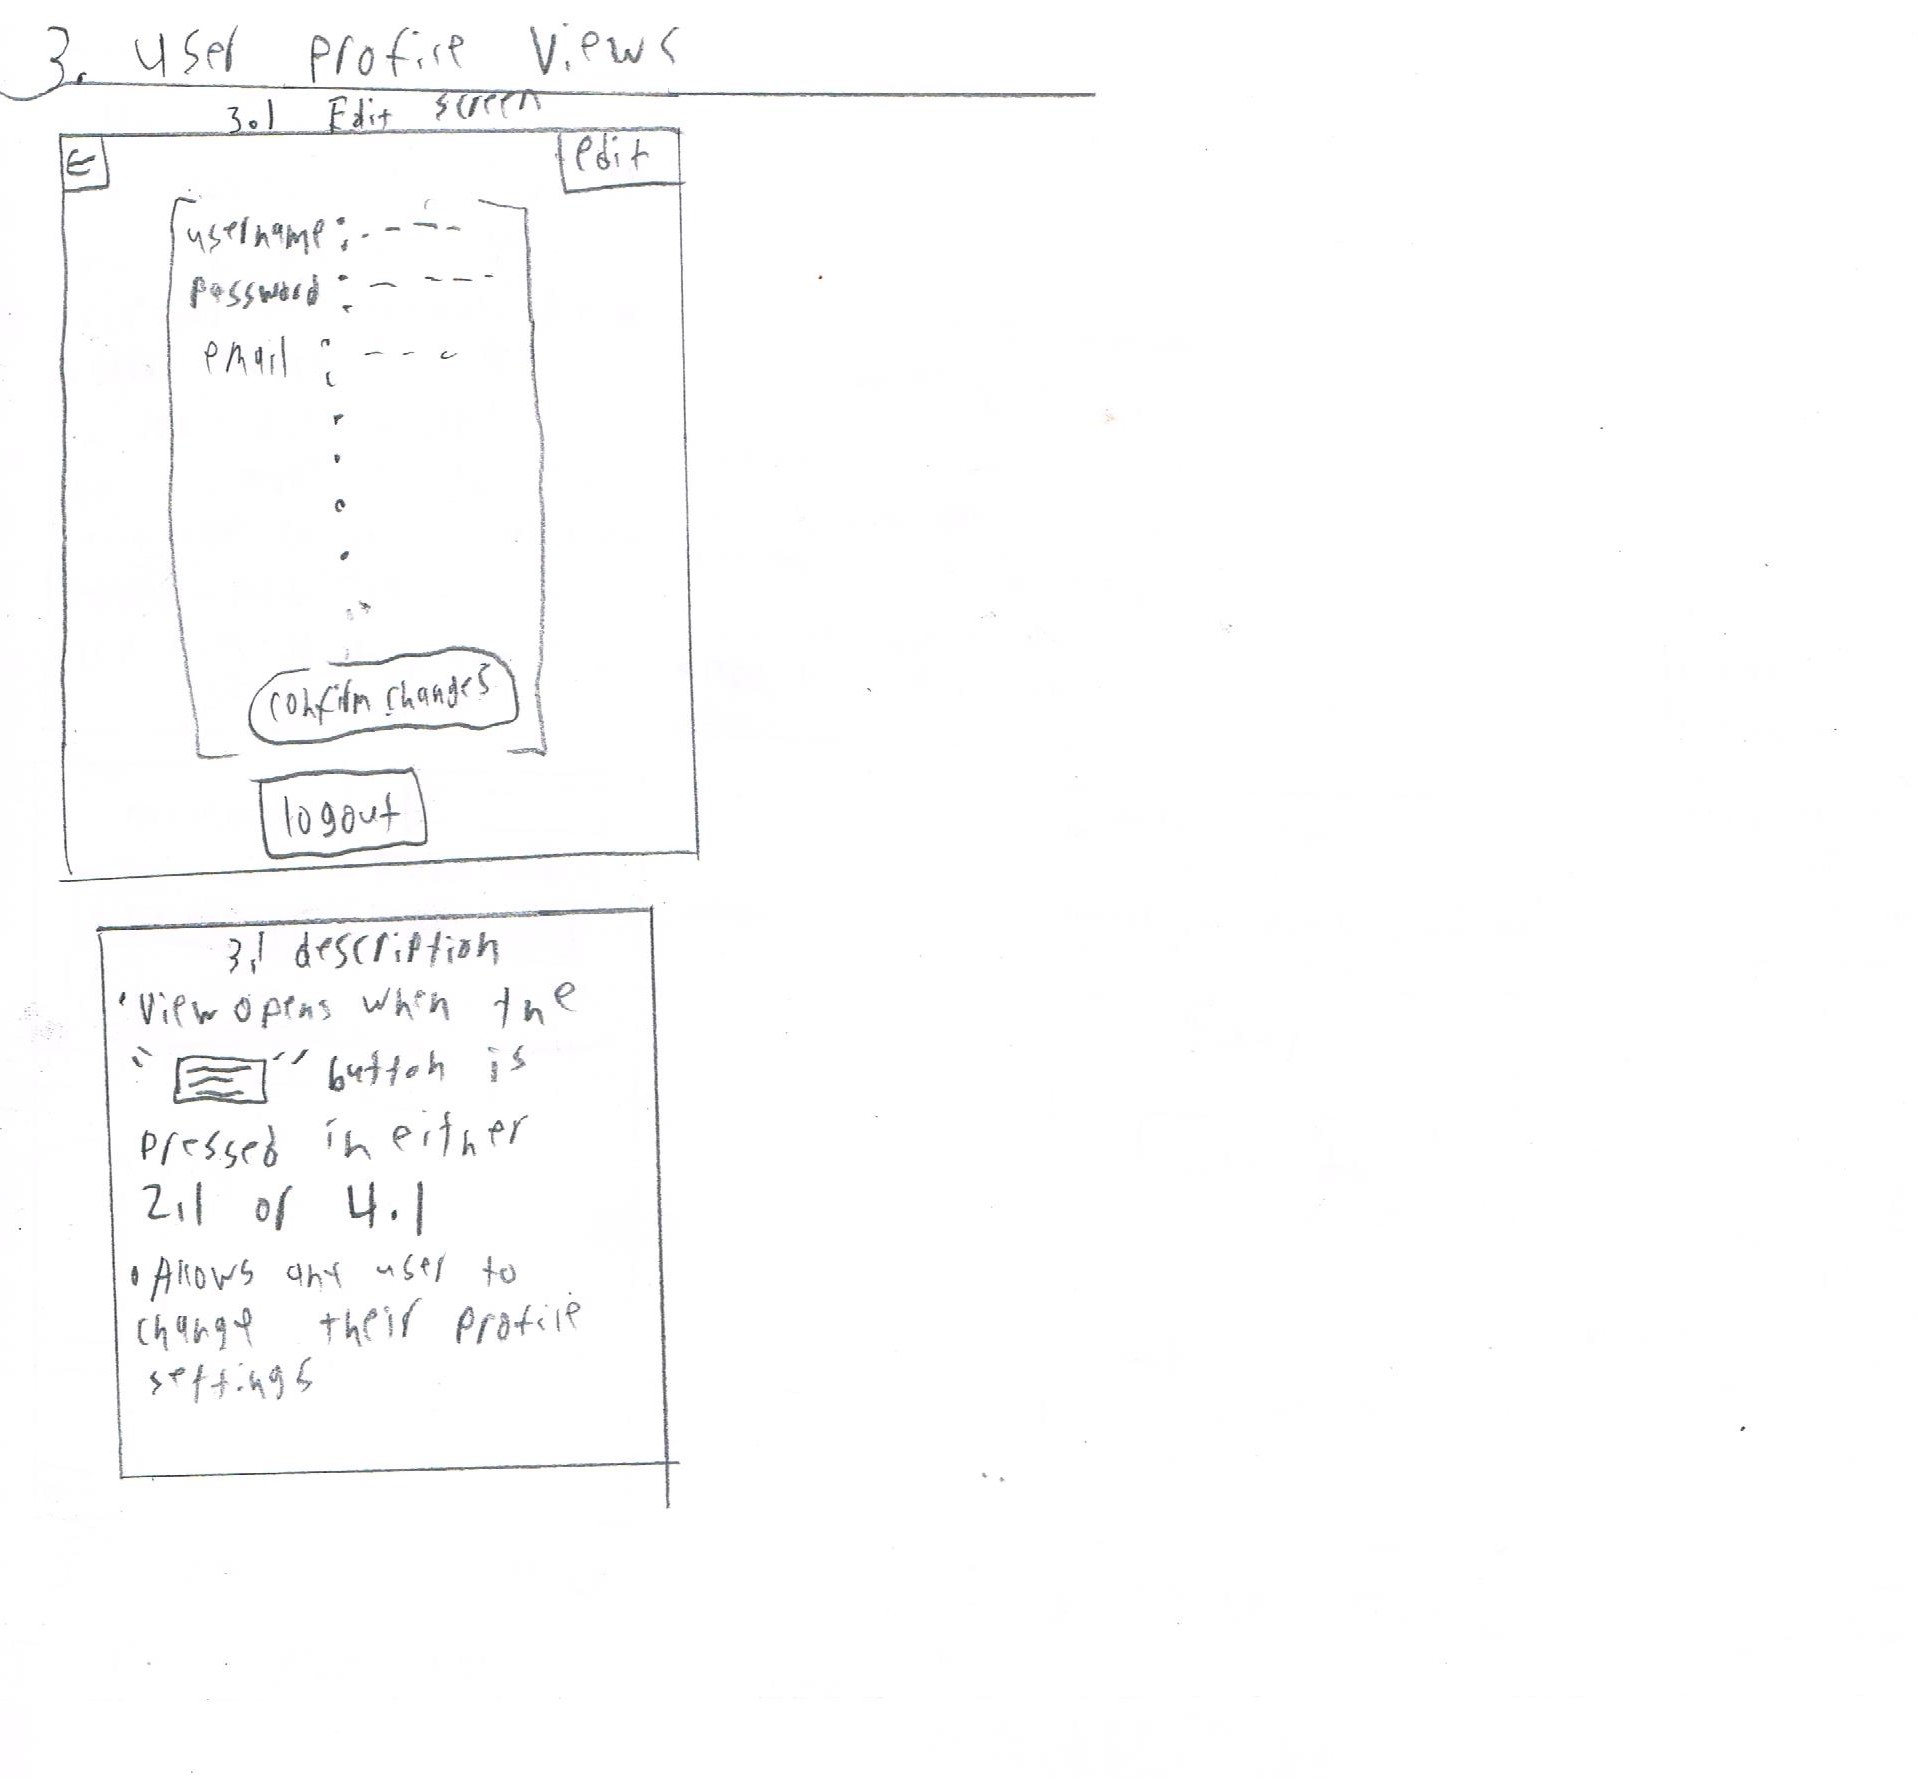 3. user profile views
3.1 Edit screen
edit
username:
password:
email :
confirm changes
logout
3.1 description
• View opens when the
" " button is
pressed in either
2.1 or 4.1
• Allows any user to
change their profile
settings